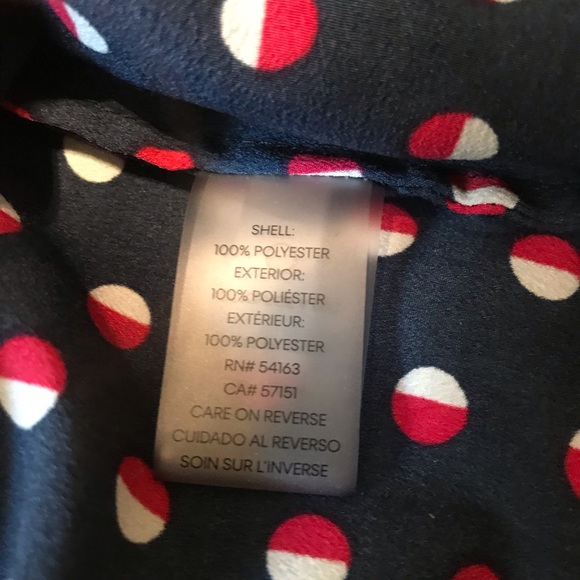 SHELL:
100% POLYESTER
EXTERIOR:
100% POLIÉSTER
EXTÉRIEUR:
100% POLYESTER
RN# 54163
CA# 57151
CARE ON REVERSE
CUIDADO AL REVERSO
SOIN SUR L'INVERSE